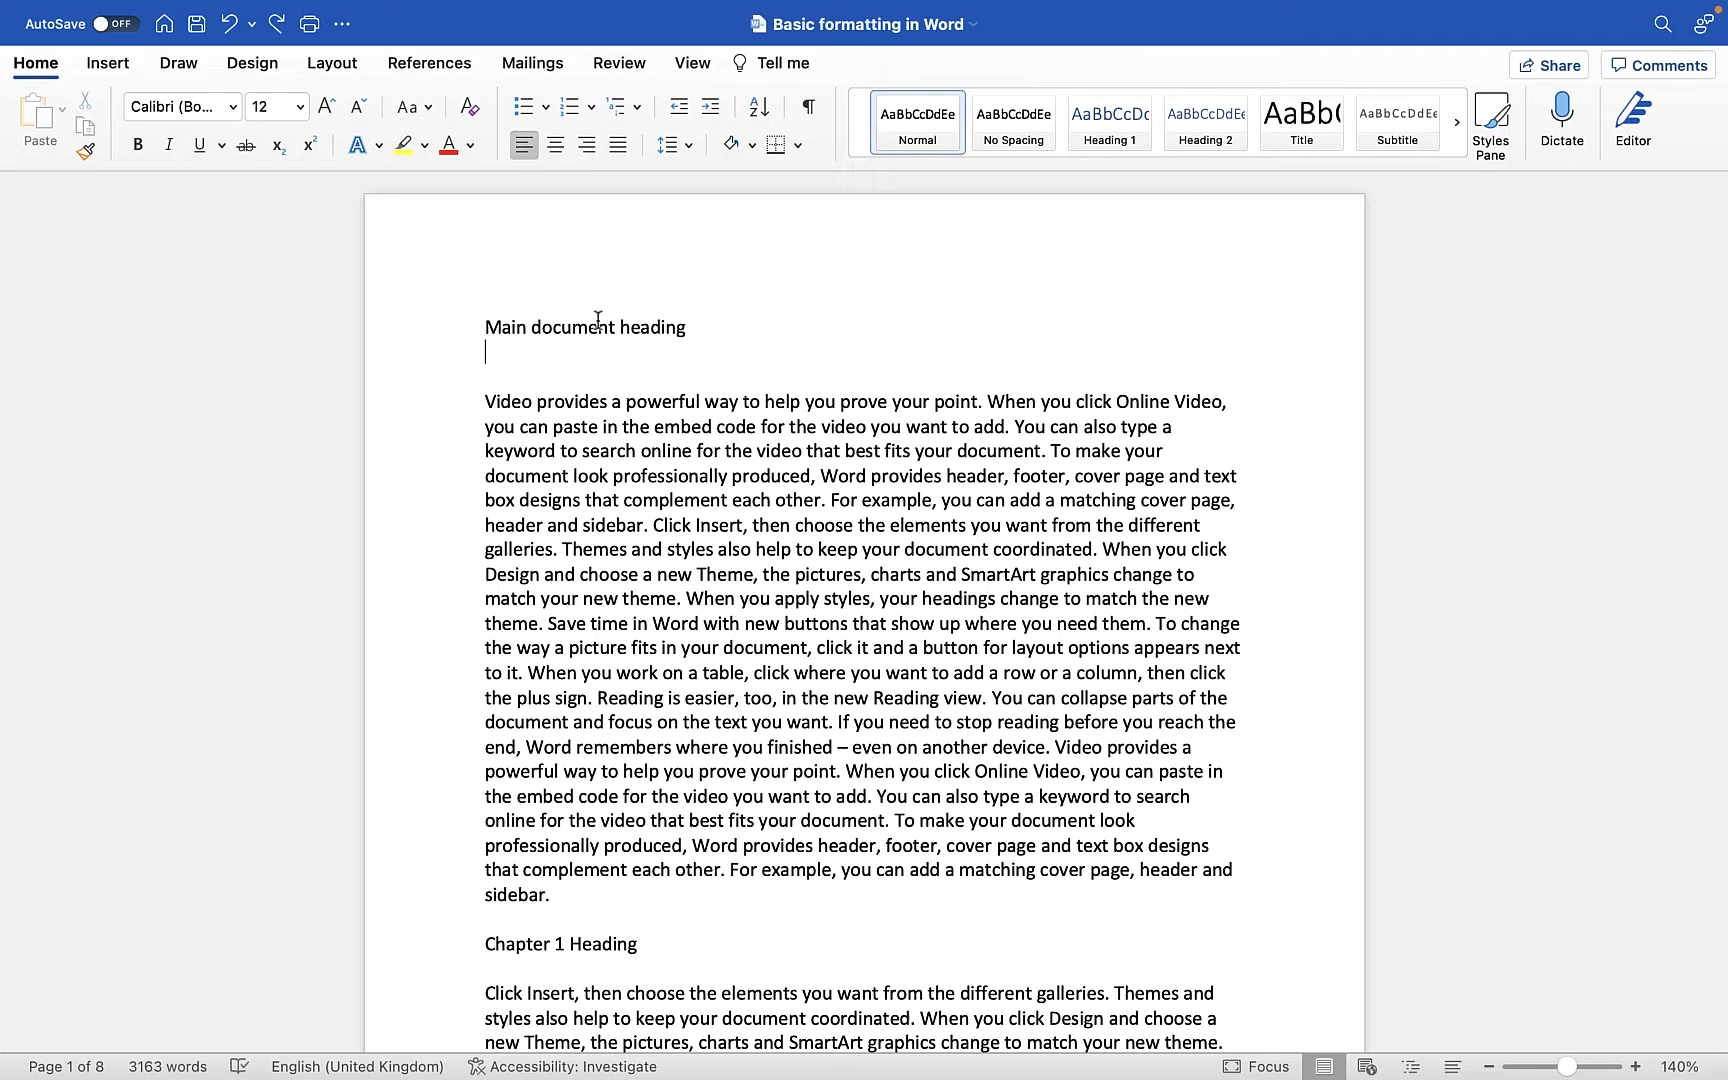 AutoSave OFF Basic formatting in Word
Home Insert Draw Design Layout References Mailings Review View Tell me Share Comments
Paste Calibri (Bo... 12 Aa
AaBbCcDdEe AaBbCcDdEe AaBbCcDc AaBbCcDdEe AaBb( AaBbCcDdEe
Normal No Spacing Heading 1 Heading 2 Title Subtitle
Styles Pane Dictate Editor
Main document heading
Video provides a powerful way to help you prove your point. When you click Online Video,
you can paste in the embed code for the video you want to add. You can also type a
keyword to search online for the video that best fits your document. To make your
document look professionally produced, Word provides header, footer, cover page and text
box designs that complement each other. For example, you can add a matching cover page,
header and sidebar. Click Insert, then choose the elements you want from the different
galleries. Themes and styles also help to keep your document coordinated. When you click
Design and choose a new Theme, the pictures, charts and SmartArt graphics change to
match your new theme. When you apply styles, your headings change to match the new
theme. Save time in Word with new buttons that show up where you need them. To change
the way a picture fits in your document, click it and a button for layout options appears next
to it. When you work on a table, click where you want to add a row or a column, then click
the plus sign. Reading is easier, too, in the new Reading view. You can collapse parts of the
document and focus on the text you want. If you need to stop reading before you reach the
end, Word remembers where you finished – even on another device. Video provides a
powerful way to help you prove your point. When you click Online Video, you can paste in
the embed code for the video you want to add. You can also type a keyword to search
online for the video that best fits your document. To make your document look
professionally produced, Word provides header, footer, cover page and text box designs
that complement each other. For example, you can add a matching cover page, header and
sidebar.
Chapter 1 Heading
Click Insert, then choose the elements you want from the different galleries. Themes and
styles also help to keep your document coordinated. When you click Design and choose a
new Theme, the pictures, charts and SmartArt graphics change to match your new theme.
Page 1 of 8 3163 words English (United Kingdom) Accessibility: Investigate Focus 140%